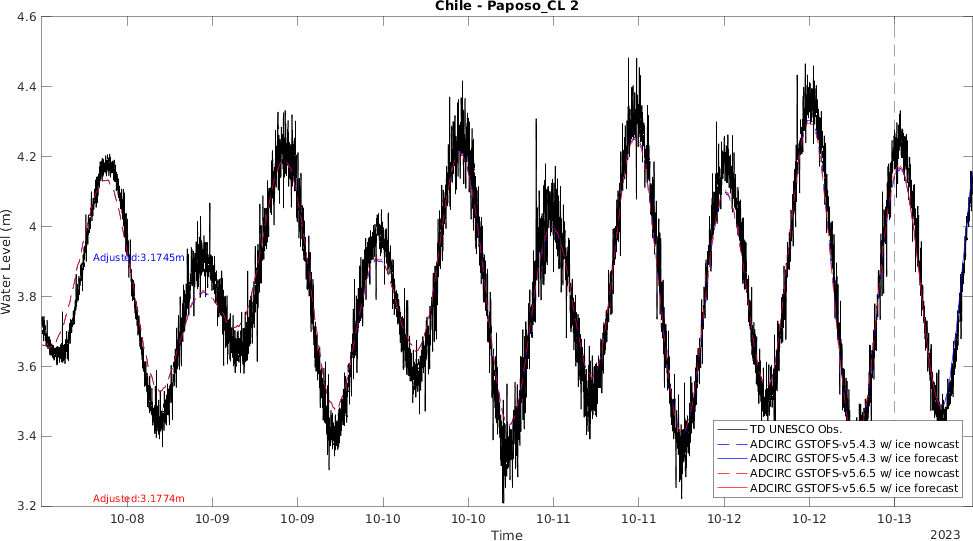 Chile - Paposo_CL 2
4.6
4.4
4.2
4
3.8
3.6
3.4
3.2
Water Level (m)
Adjusted:3.1745m
Adjusted:3.1774m
TD UNESCO Obs.
ADCIRC GSTOFS-v5.4.3 w/ ice nowcast
ADCIRC GSTOFS-v5.4.3 w/ ice forecast
ADCIRC GSTOFS-v5.6.5 w/ ice nowcast
ADCIRC GSTOFS-v5.6.5 w/ ice forecast
10-08 10-09 10-09 10-10 10-10 10-11 10-11 10-12 10-12 10-13
Time
2023